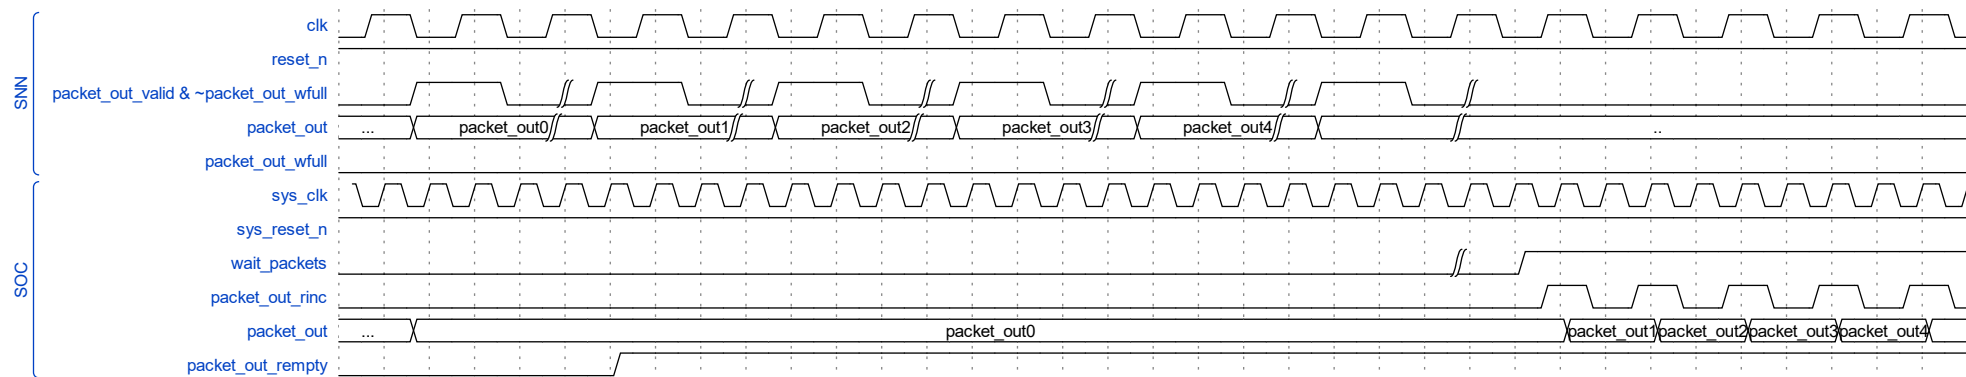 SNN
clk
reset_n
packet_out_valid & ~packet_out_wfull
packet_out ... packet_out0 packet_out1 packet_out2 packet_out3 packet_out4 ..
packet_out_wfull
SOC
sys_clk
sys_reset_n
wait_packets
packet_out_rinc
packet_out ... packet_out0 packet_out1 packet_out2 packet_out3 packet_out4
packet_out_rempty